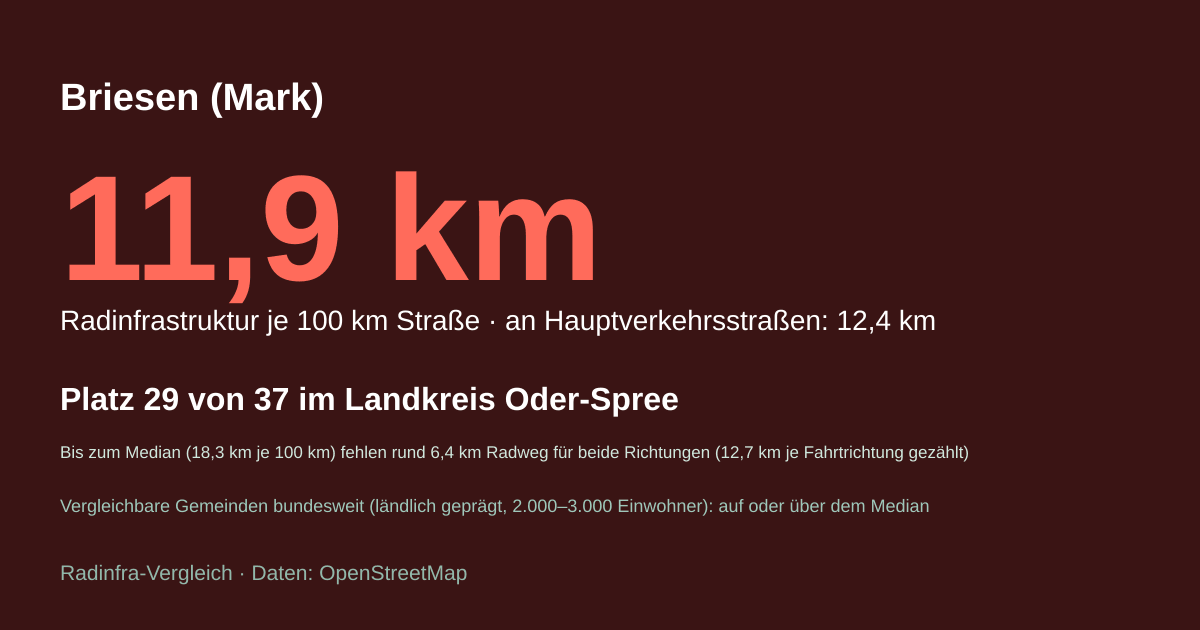 Briesen (Mark)
11,9 km
Radinfrastruktur je 100 km Straße · an Hauptverkehrsstraßen: 12,4 km
Platz 29 von 37 im Landkreis Oder-Spree
Bis zum Median (18,3 km je 100 km) fehlen rund 6,4 km Radweg für beide Richtungen (12,7 km je Fahrtrichtung gezählt)
Vergleichbare Gemeinden bundesweit (ländlich geprägt, 2.000–3.000 Einwohner): auf oder über dem Median
Radinfra-Vergleich · Daten: OpenStreetMap